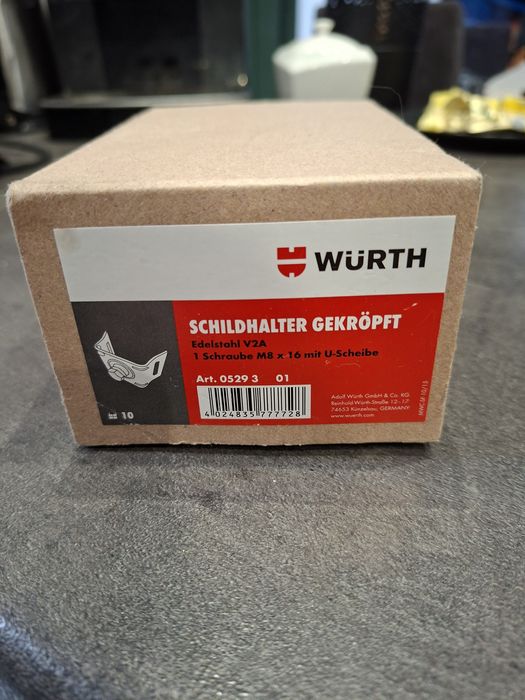 WÜRTH
SCHILDHALTER GEKRÖPFT
Edelstahl V2A
1 Schraube M8 x 16 mit U-Scheibe
Art. 0529 3 01
4 024835 777728
10
Adolf Würth GmbH & Co. KG
Reinhold-Würth-Straße 12-17
74653 Künzelsau, GERMANY
www.wuerth.com